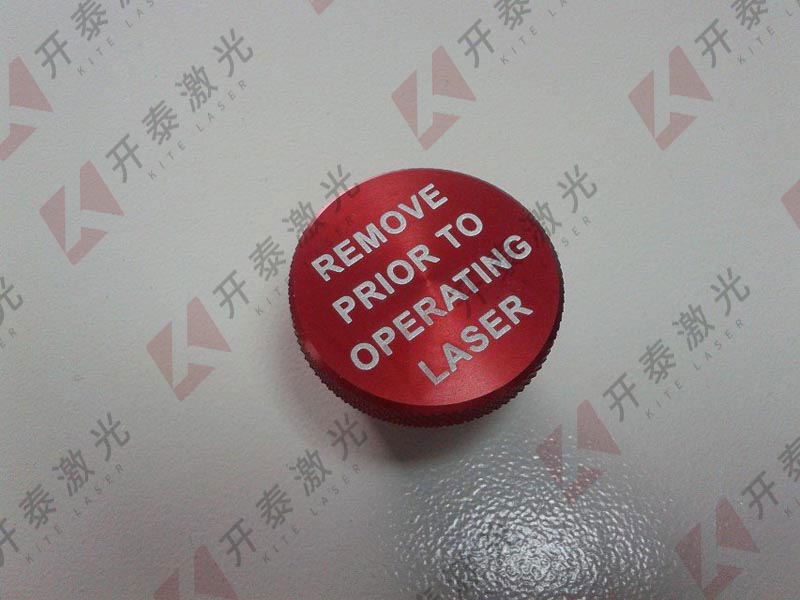 REMOVE
PRIOR TO
OPERATING
LASER
开泰激光
KITE LASER